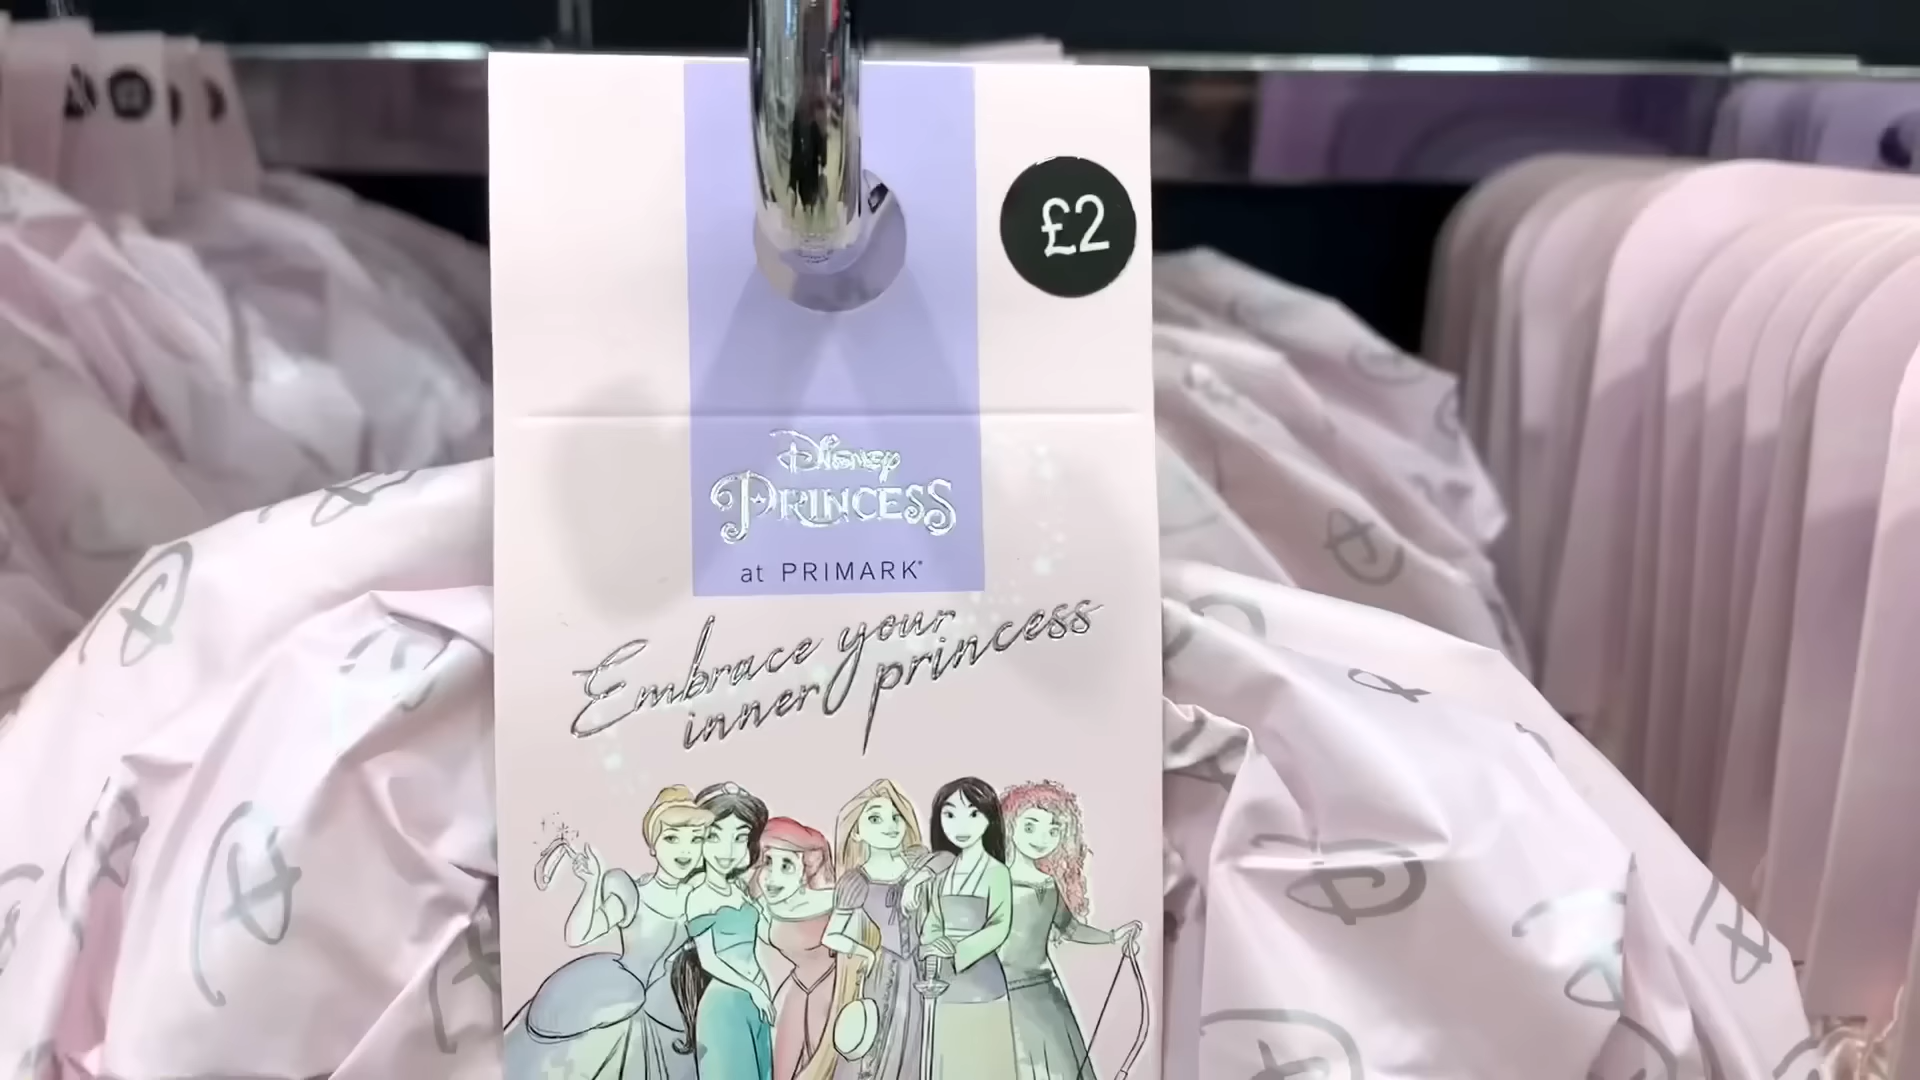 £2
Disney
PRINCESS
at PRIMARK®
Embrace your
inner princess